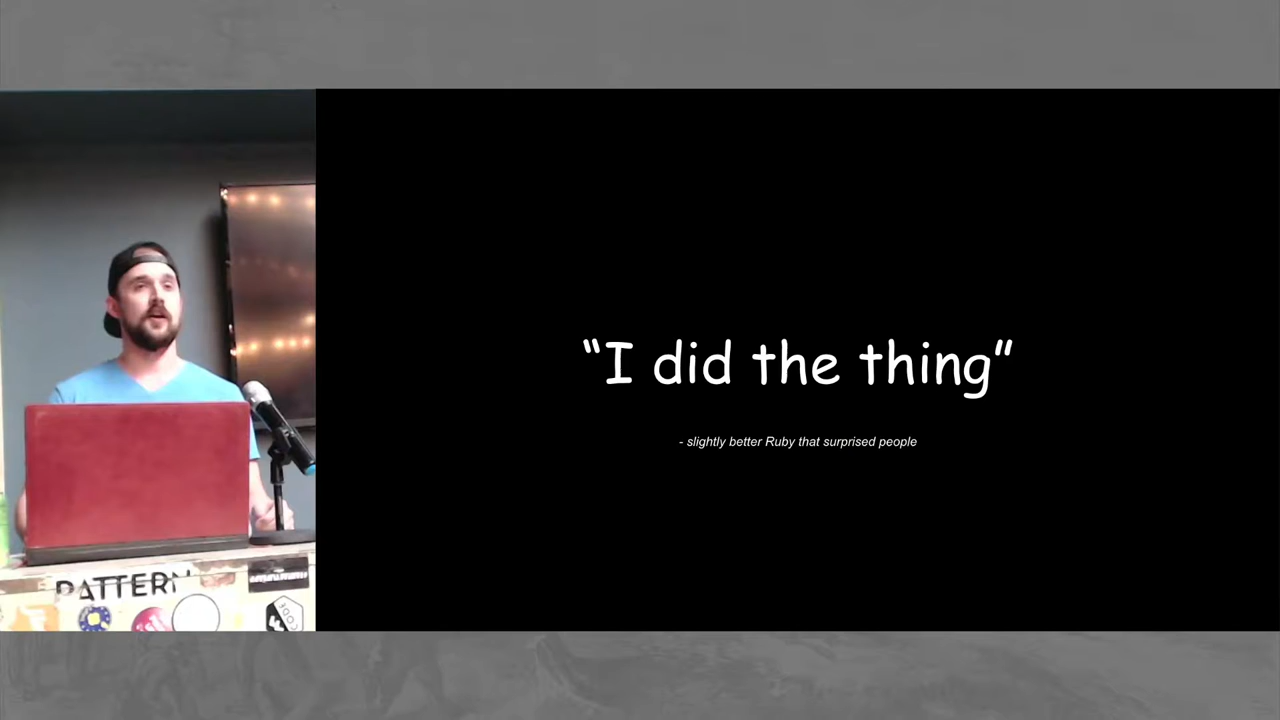 “I did the thing”
- slightly better Ruby that surprised people
PATTERN